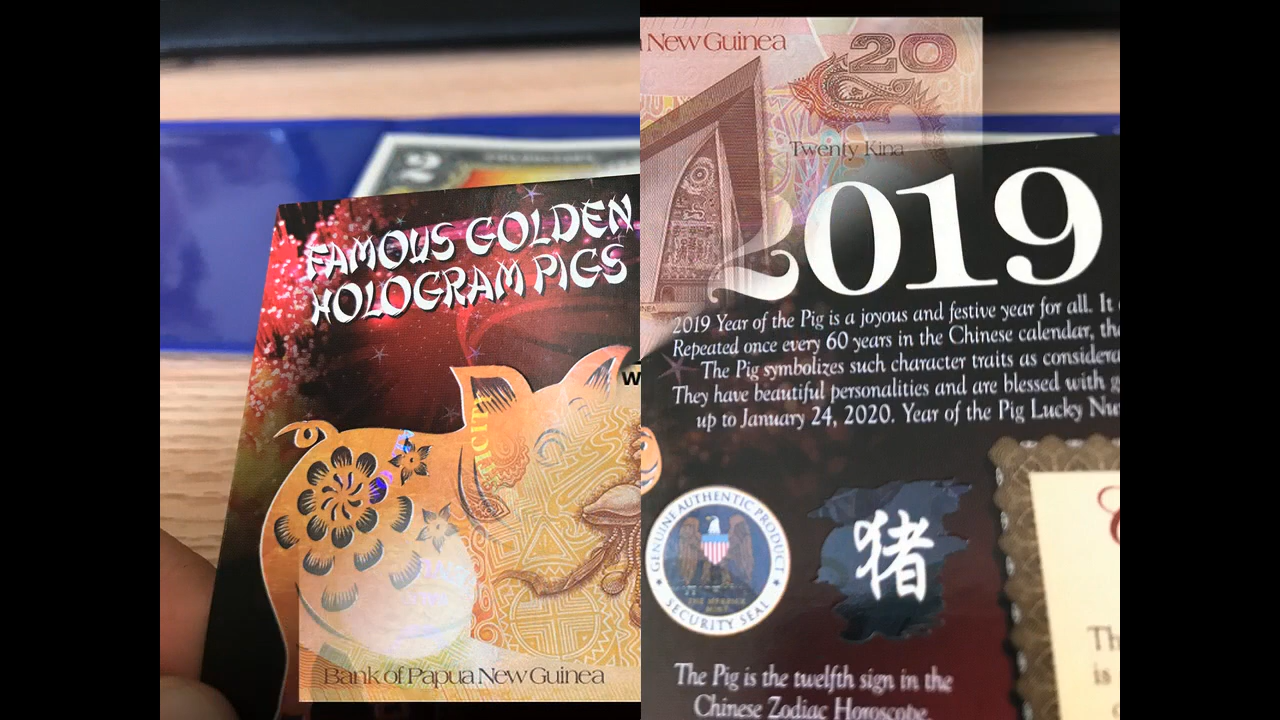 2
FAMOUS GOLDEN
HOLOGRAM PIGS
W
Bank of Papua New Guinea
New Guinea
20
Twenty Kina
2019
2019 Year of the Pig is a joyous and festive year for all. It
Repeated once every 60 years in the Chinese calendar,
The Pig symbolizes such character traits as
They have beautiful personalities and are blessed with
up to January 24, 2020. Year of the Pig Lucky
GENUINE AUTHENTIC PRODUCT
SECURITY SEAL
猪
The Pig is the twelfth sign in the
Chinese Zodiac Horoscope.
is